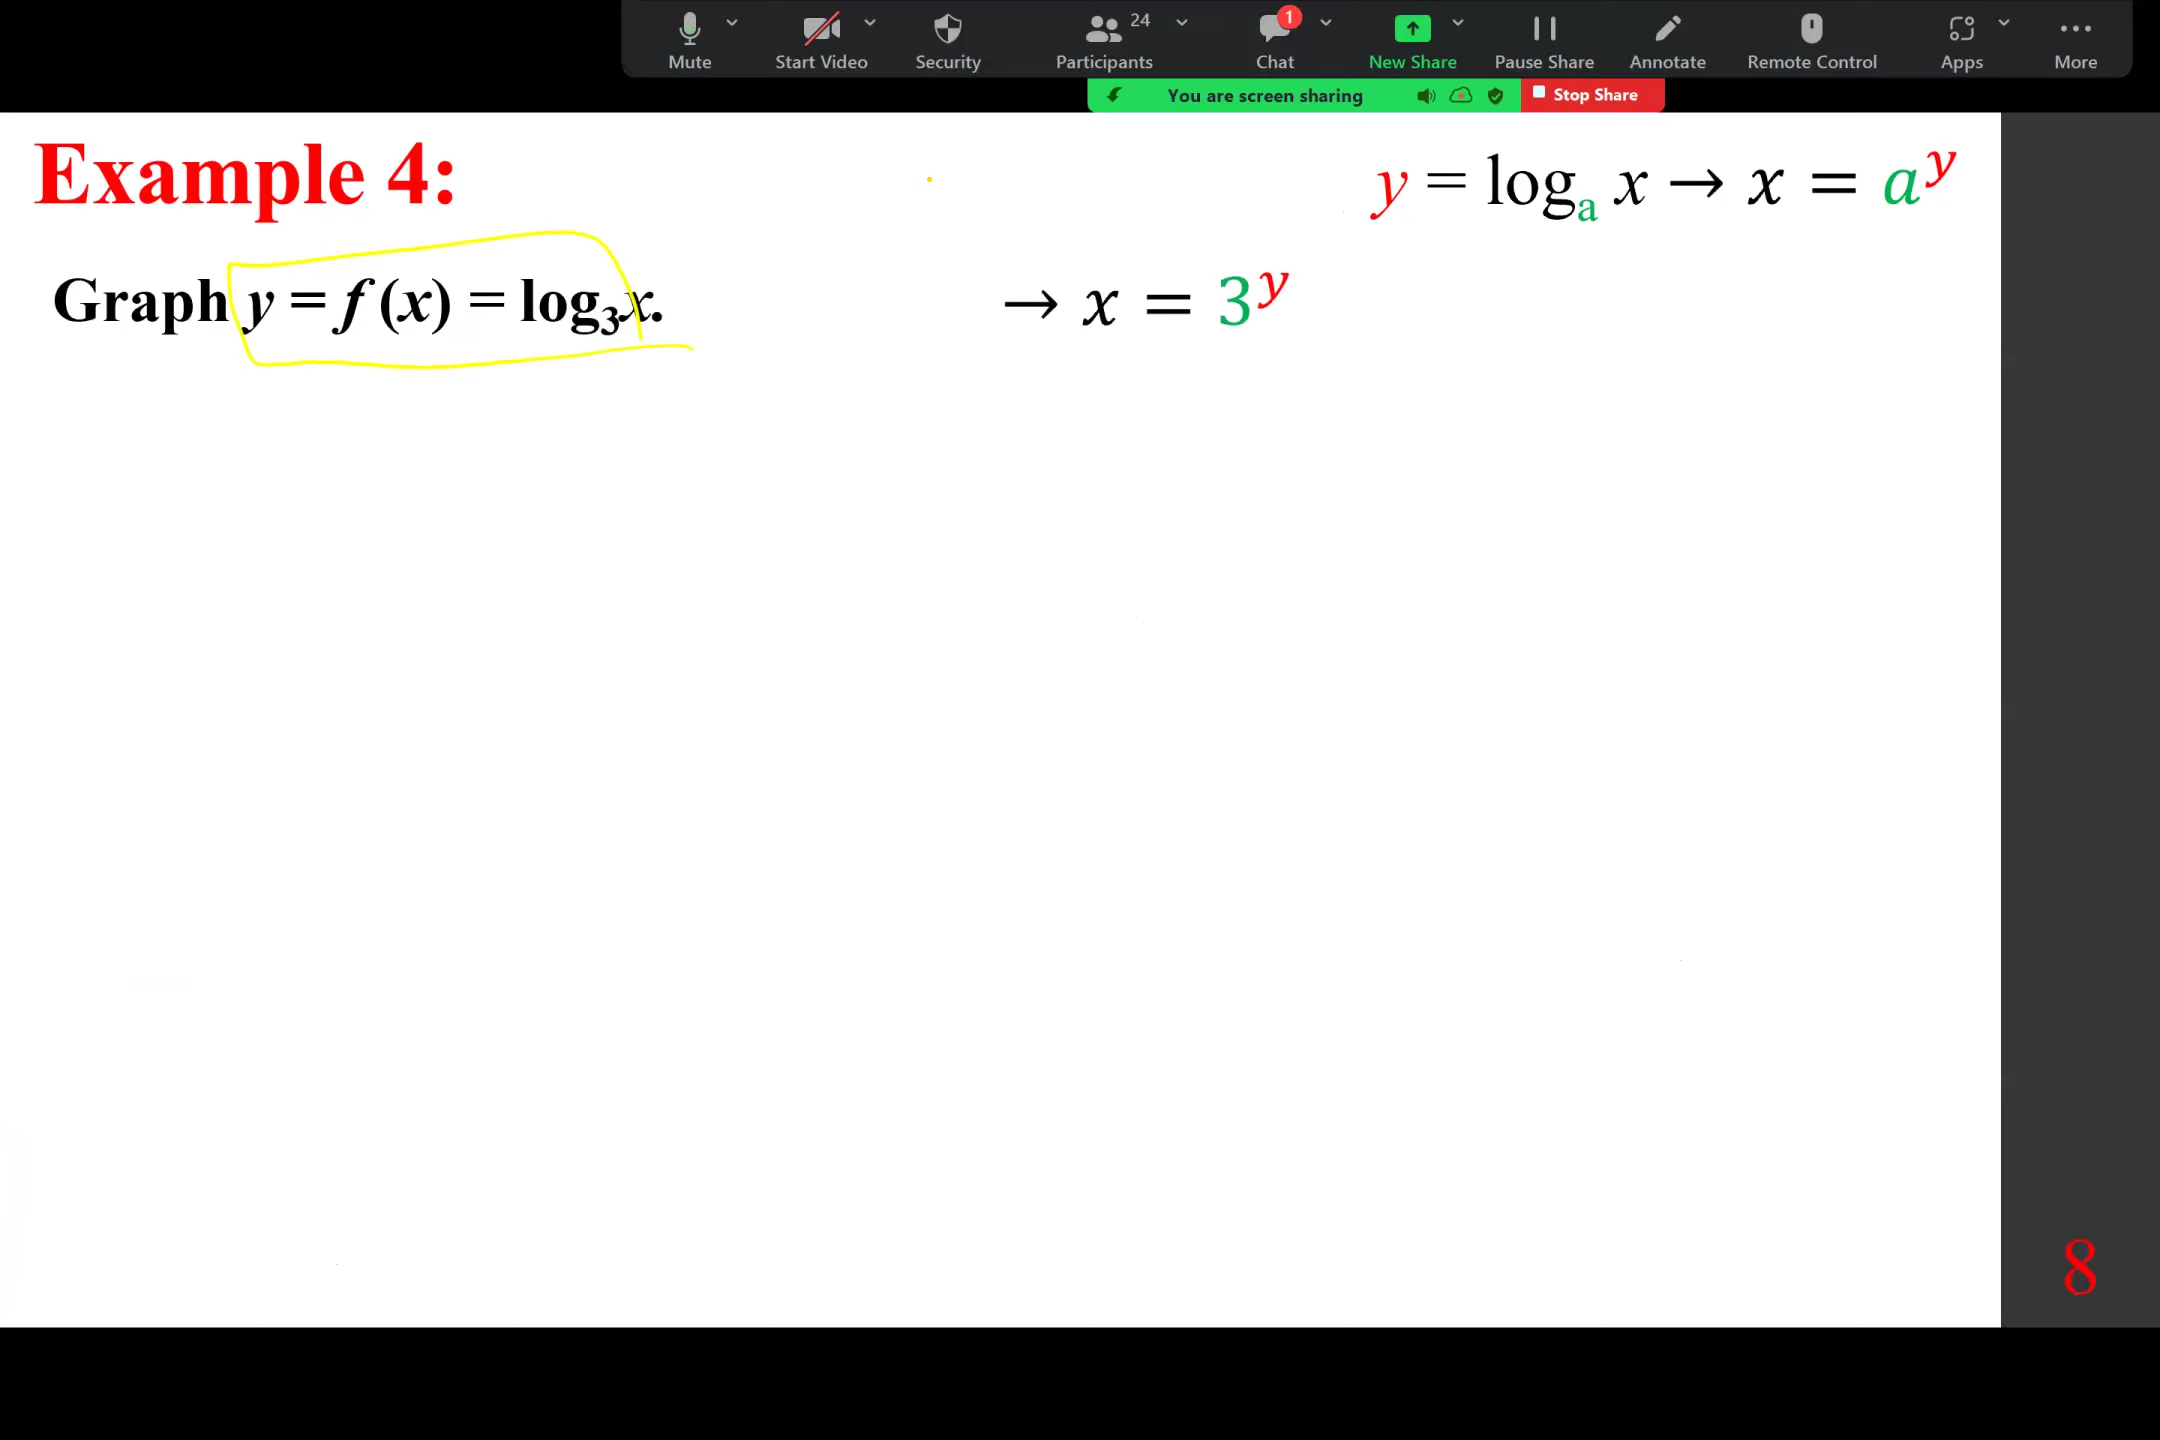 24 1
Mute Start Video Security Participants Chat New Share Pause Share Annotate Remote Control Apps More
You are screen sharing Stop Share
Example 4:
y = logₐ x → x = a^y
Graph y = f (x) = log₃x.
→ x = 3^y
8